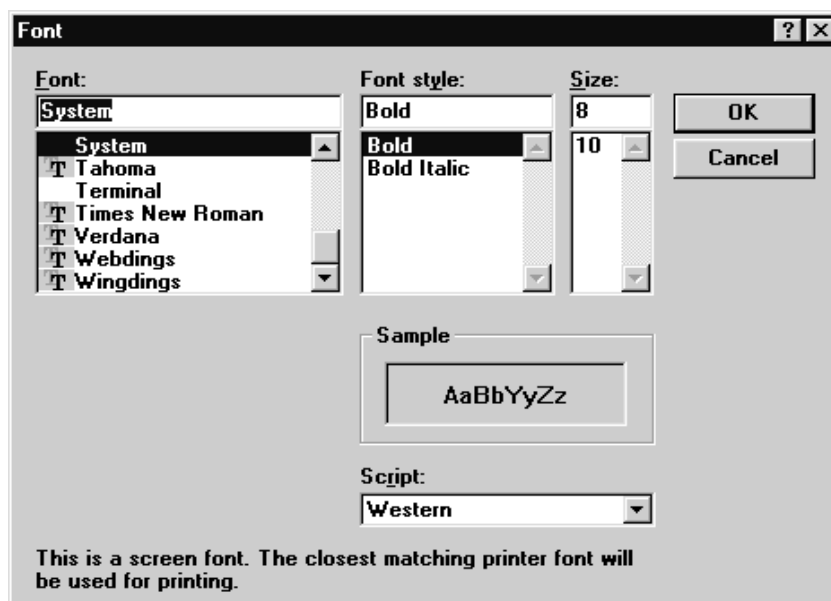 Font
Font: Font style: Size:
System Bold 8 OK
System Bold 10 Cancel
Tahoma Bold Italic
Terminal
Times New Roman
Verdana
Webdings
Wingdings
Sample
AaBbYyZz
Script:
Western
This is a screen font. The closest matching printer font will
be used for printing.